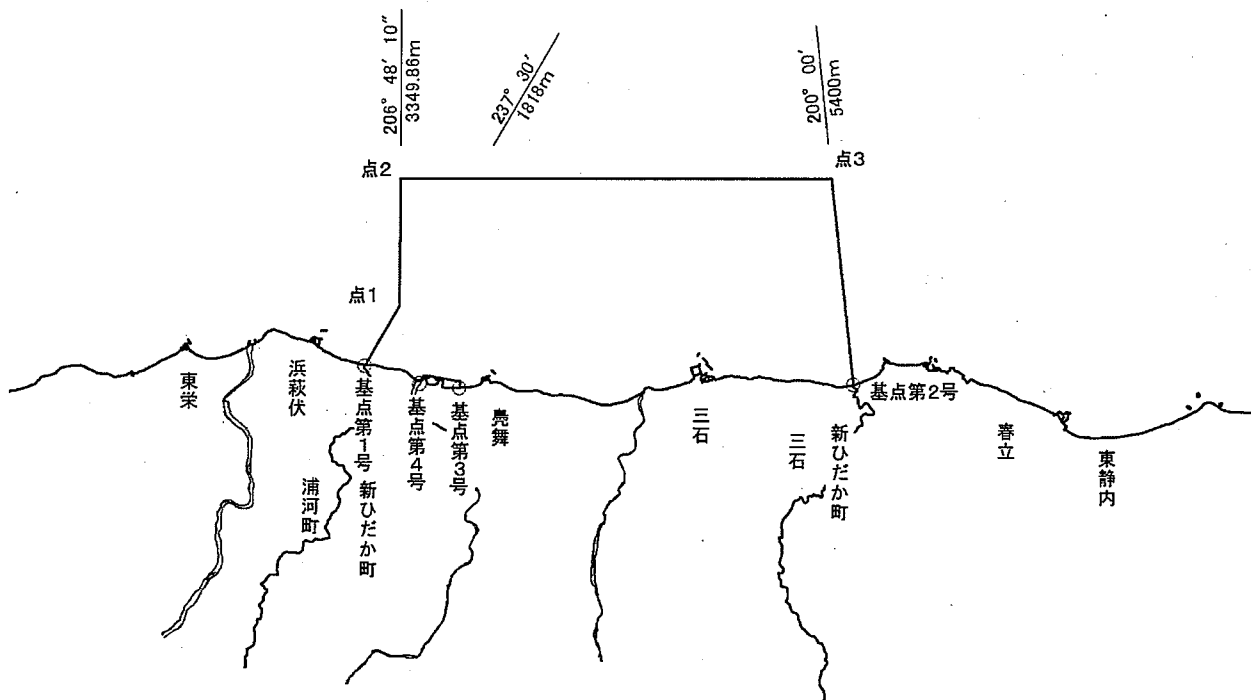 206° 48′ 10″
3349.86m
237° 30′
1818m
200° 00′
5400m
点2
点3
点1
東栄
浜荻伏
基点第1号
基点第4号
基点第3号
鳧舞
三石
三石
新ひだか町
基点第2号
春立
東静内
浦河町
新ひだか町